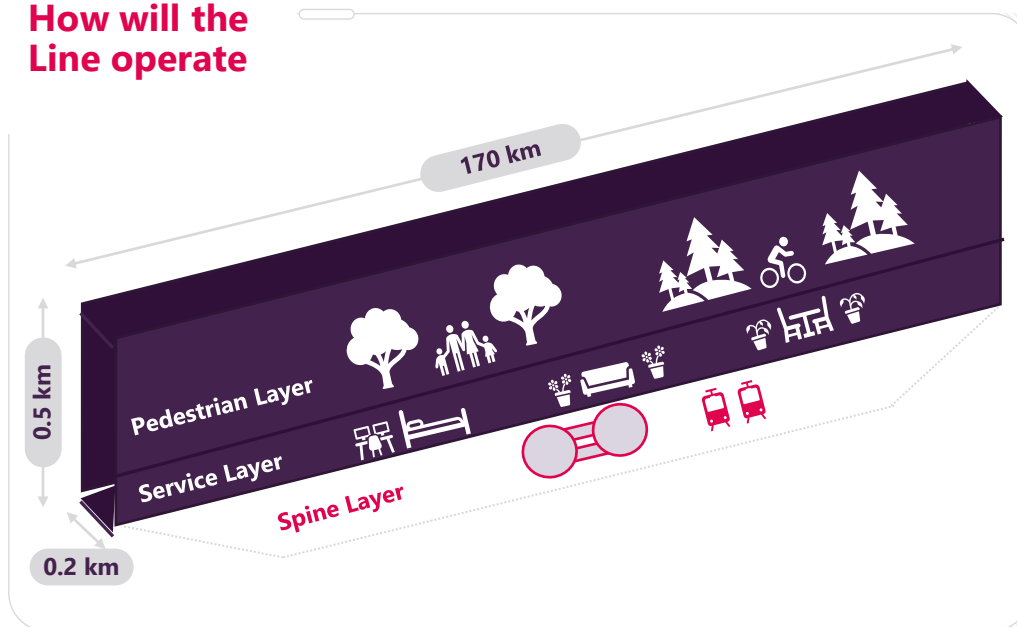 How will the
Line operate
170 km
0.5 km
Pedestrian Layer
Service Layer
Spine Layer
0.2 km